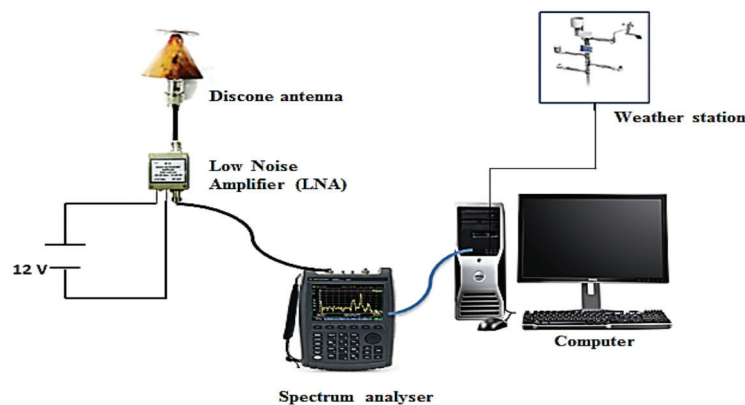 Discone antenna
Weather station
Low Noise
Amplifier (LNA)
12 V
Computer
Spectrum analyser